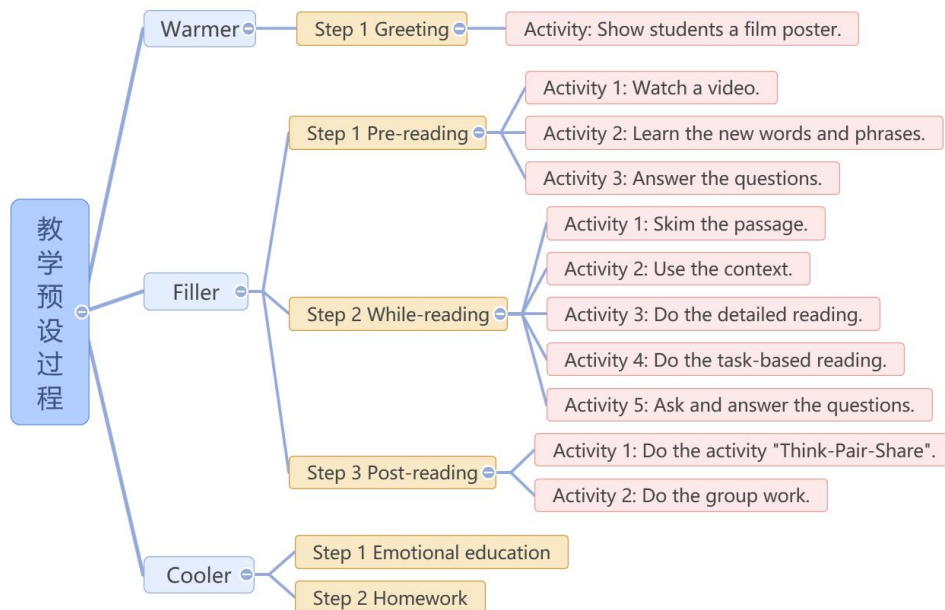 教学预设过程
Warmer
Step 1 Greeting
Activity: Show students a film poster.
Filler
Step 1 Pre-reading
Activity 1: Watch a video.
Activity 2: Learn the new words and phrases.
Activity 3: Answer the questions.
Step 2 While-reading
Activity 1: Skim the passage.
Activity 2: Use the context.
Activity 3: Do the detailed reading.
Activity 4: Do the task-based reading.
Activity 5: Ask and answer the questions.
Step 3 Post-reading
Activity 1: Do the activity "Think-Pair-Share".
Activity 2: Do the group work.
Cooler
Step 1 Emotional education
Step 2 Homework